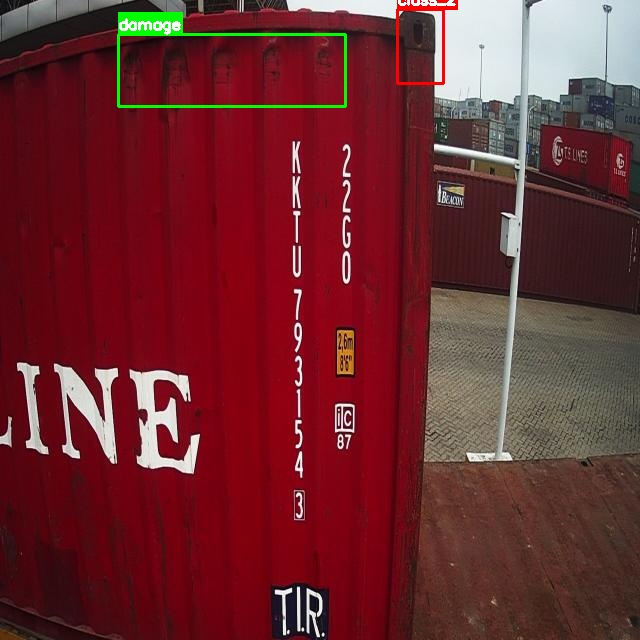 damage
class_2
KKTU 793154 3
22G0
2,6m
8'6"
ic
87
LINE
T.I.R.
BEACON
T.S. LINES